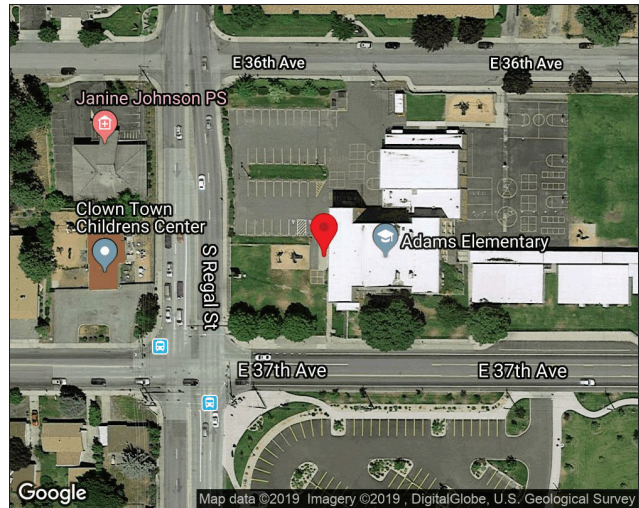 E 36th Ave
E 36th Ave
Janine Johnson PS
Clown Town
Childrens Center
S Regal St
Adams Elementary
E 37th Ave
E 37th Ave
Google
Map data ©2019 Imagery ©2019 , DigitalGlobe, U.S. Geological Survey